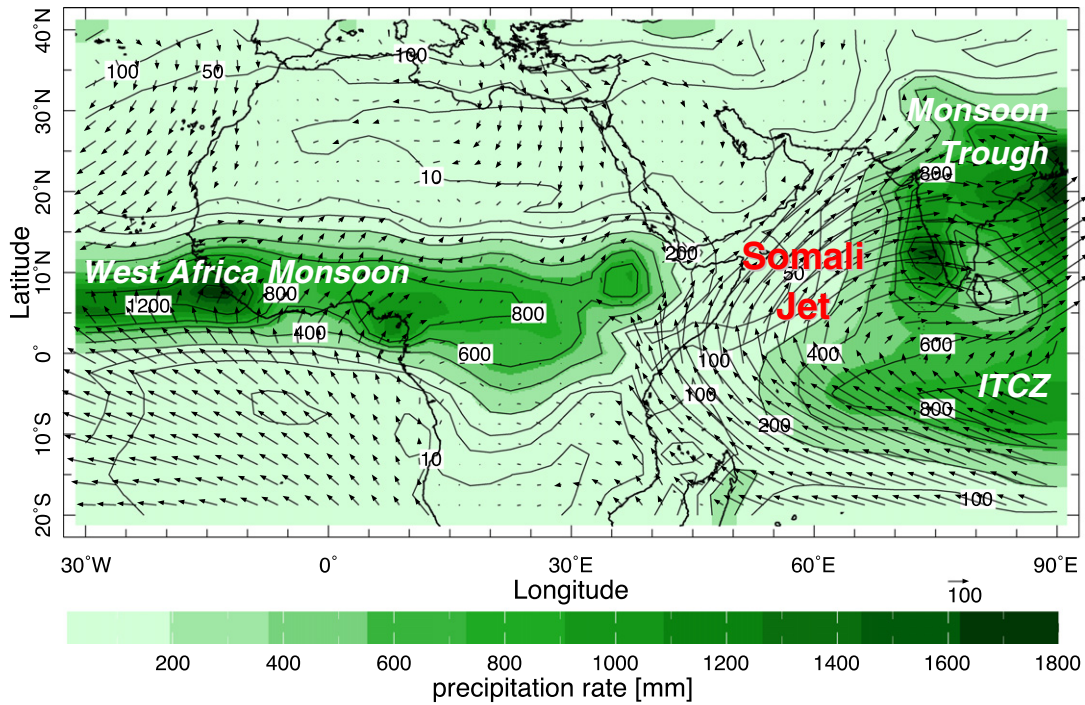 40˚N
30˚N
20˚N
10˚N
0˚
10˚S
20˚S
Latitude
100
50
100
Monsoon
Trough
10
800
200
Somali
50
Jet
West Africa Monsoon
1200
800
400
800
600
100
400
600
100
ITCZ
800
200
10
100
30˚W
0˚
30˚E
60˚E
90˚E
Longitude
100
200
400
600
800
1000
1200
1400
1600
1800
precipitation rate [mm]